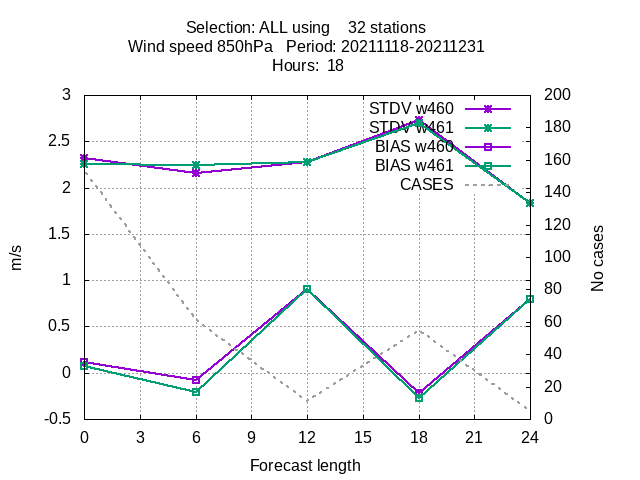 Selection: ALL using 32 stations
Wind speed 850hPa Period: 20211118-20211231
Hours: 18
STDV w460
STDV w461
BIAS w460
BIAS w461
CASES
3
2.5
2
1.5
1
0.5
0
-0.5
m/s
200
180
160
140
120
100
80
60
40
20
0
No cases
0 3 6 9 12 15 18 21 24
Forecast length